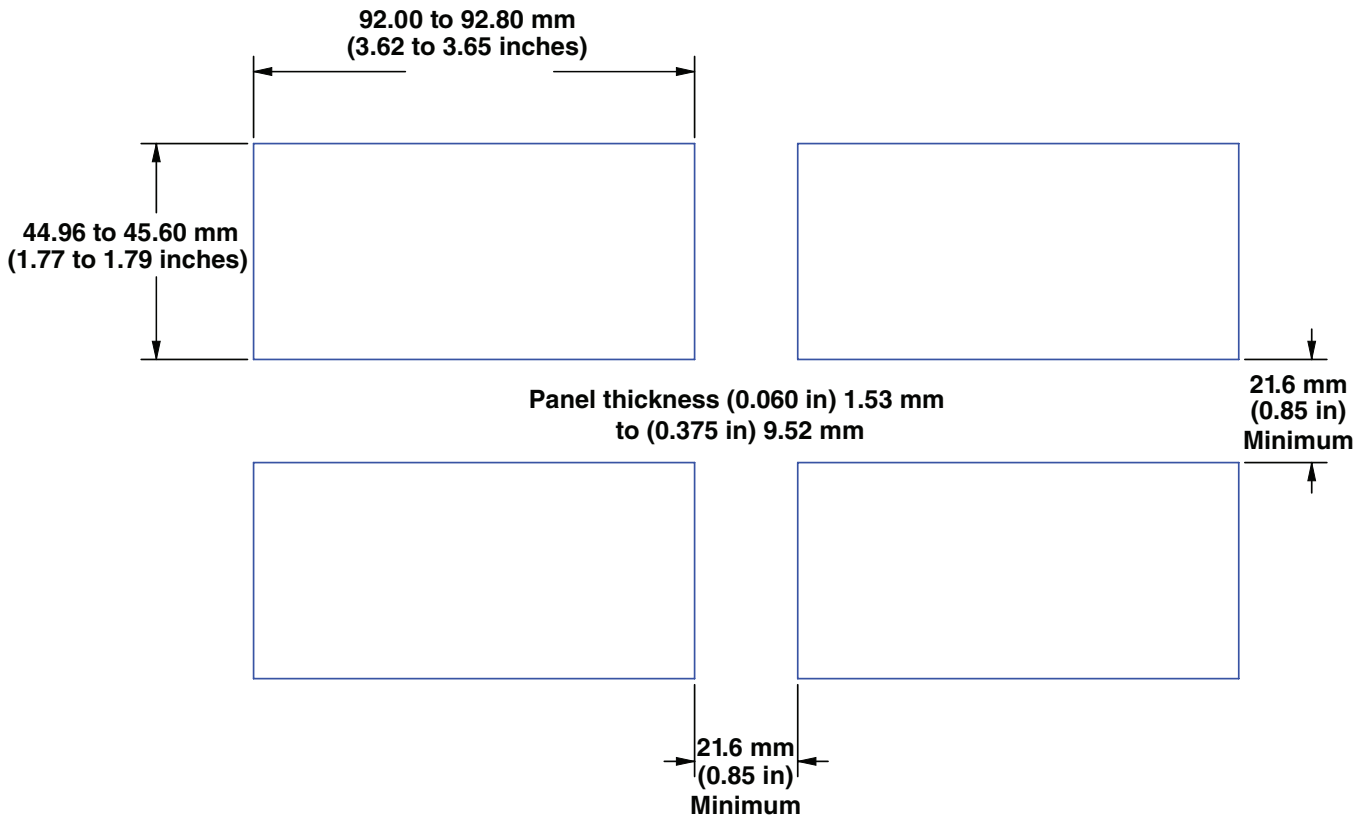 92.00 to 92.80 mm
(3.62 to 3.65 inches)
44.96 to 45.60 mm
(1.77 to 1.79 inches)
Panel thickness (0.060 in) 1.53 mm
to (0.375 in) 9.52 mm
21.6 mm
(0.85 in)
Minimum
21.6 mm
(0.85 in)
Minimum